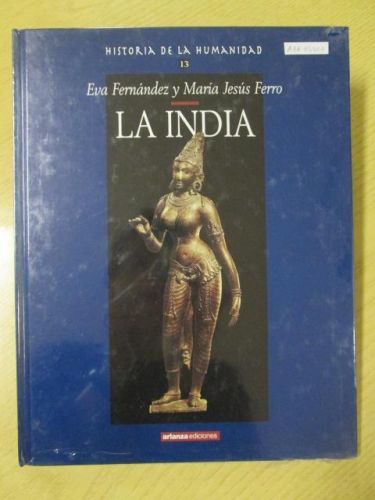 HISTORIA DE LA HUMANIDAD
13
Eva Fernández y María Jesús Ferro
LA INDIA
arlanza ediciones